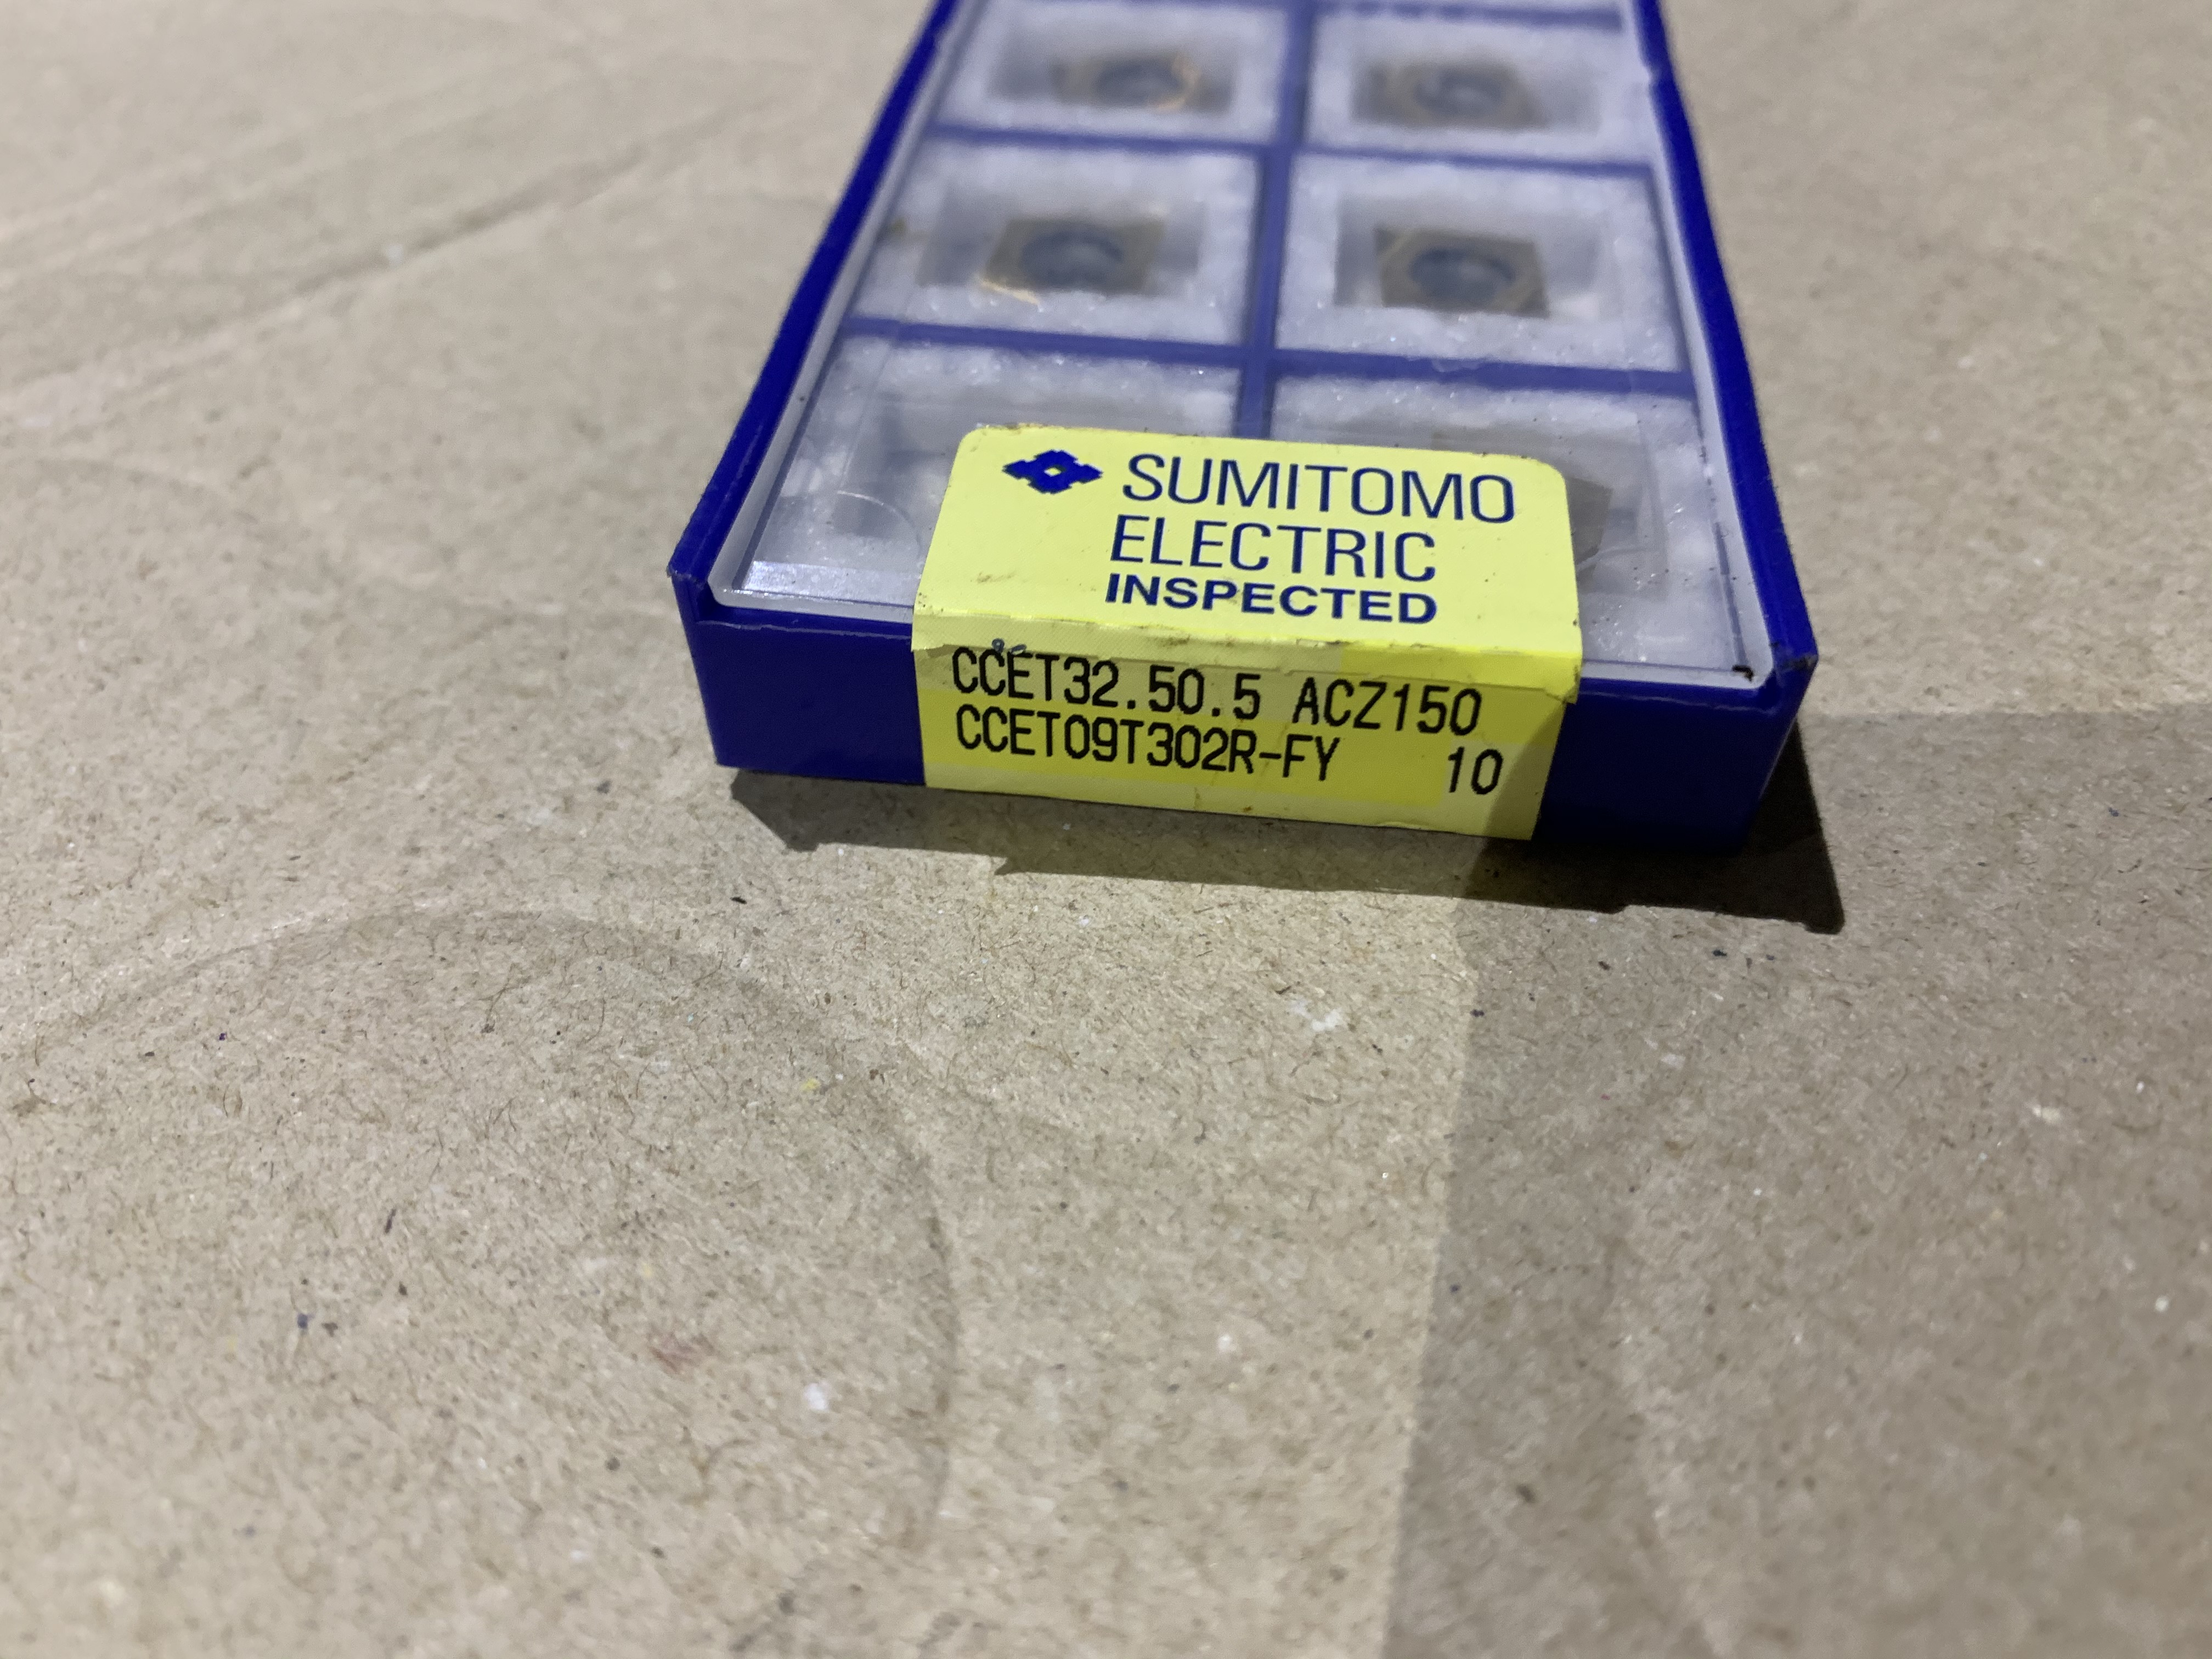 SUMITOMO
ELECTRIC
INSPECTED
CCET32.50.5 ACZ150
CCET09T302R-FY 10